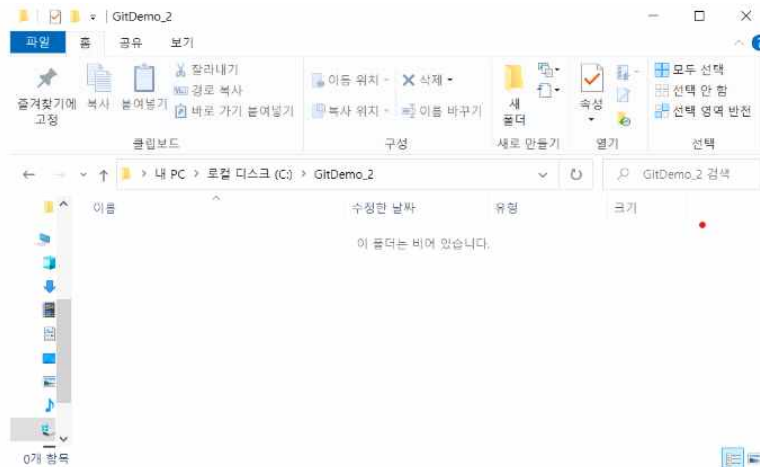 GitDemo_2
파일 홈 공유 보기
즐겨찾기에 고정
복사
붙여넣기
잘라내기
경로 복사
바로 가기 붙여넣기
클립보드
이동 위치
복사 위치
삭제
이름 바꾸기
구성
새 폴더
새로 만들기
속성
열기
모두 선택
선택 안 함
선택 영역 반전
선택
내 PC > 로컬 디스크 (C:) > GitDemo_2
GitDemo_2 검색
이름 수정한 날짜 유형 크기
이 폴더는 비어 있습니다.
0개 항목